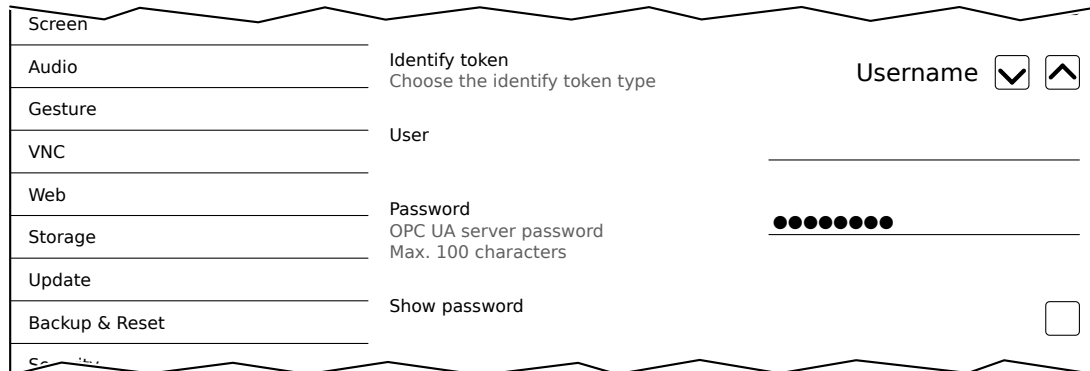 Screen
Audio
Gesture
VNC
Web
Storage
Update
Backup & Reset
Identify token
Choose the identify token type
Username
User
Password
OPC UA server password
Max. 100 characters
●●●●●●●●
Show password